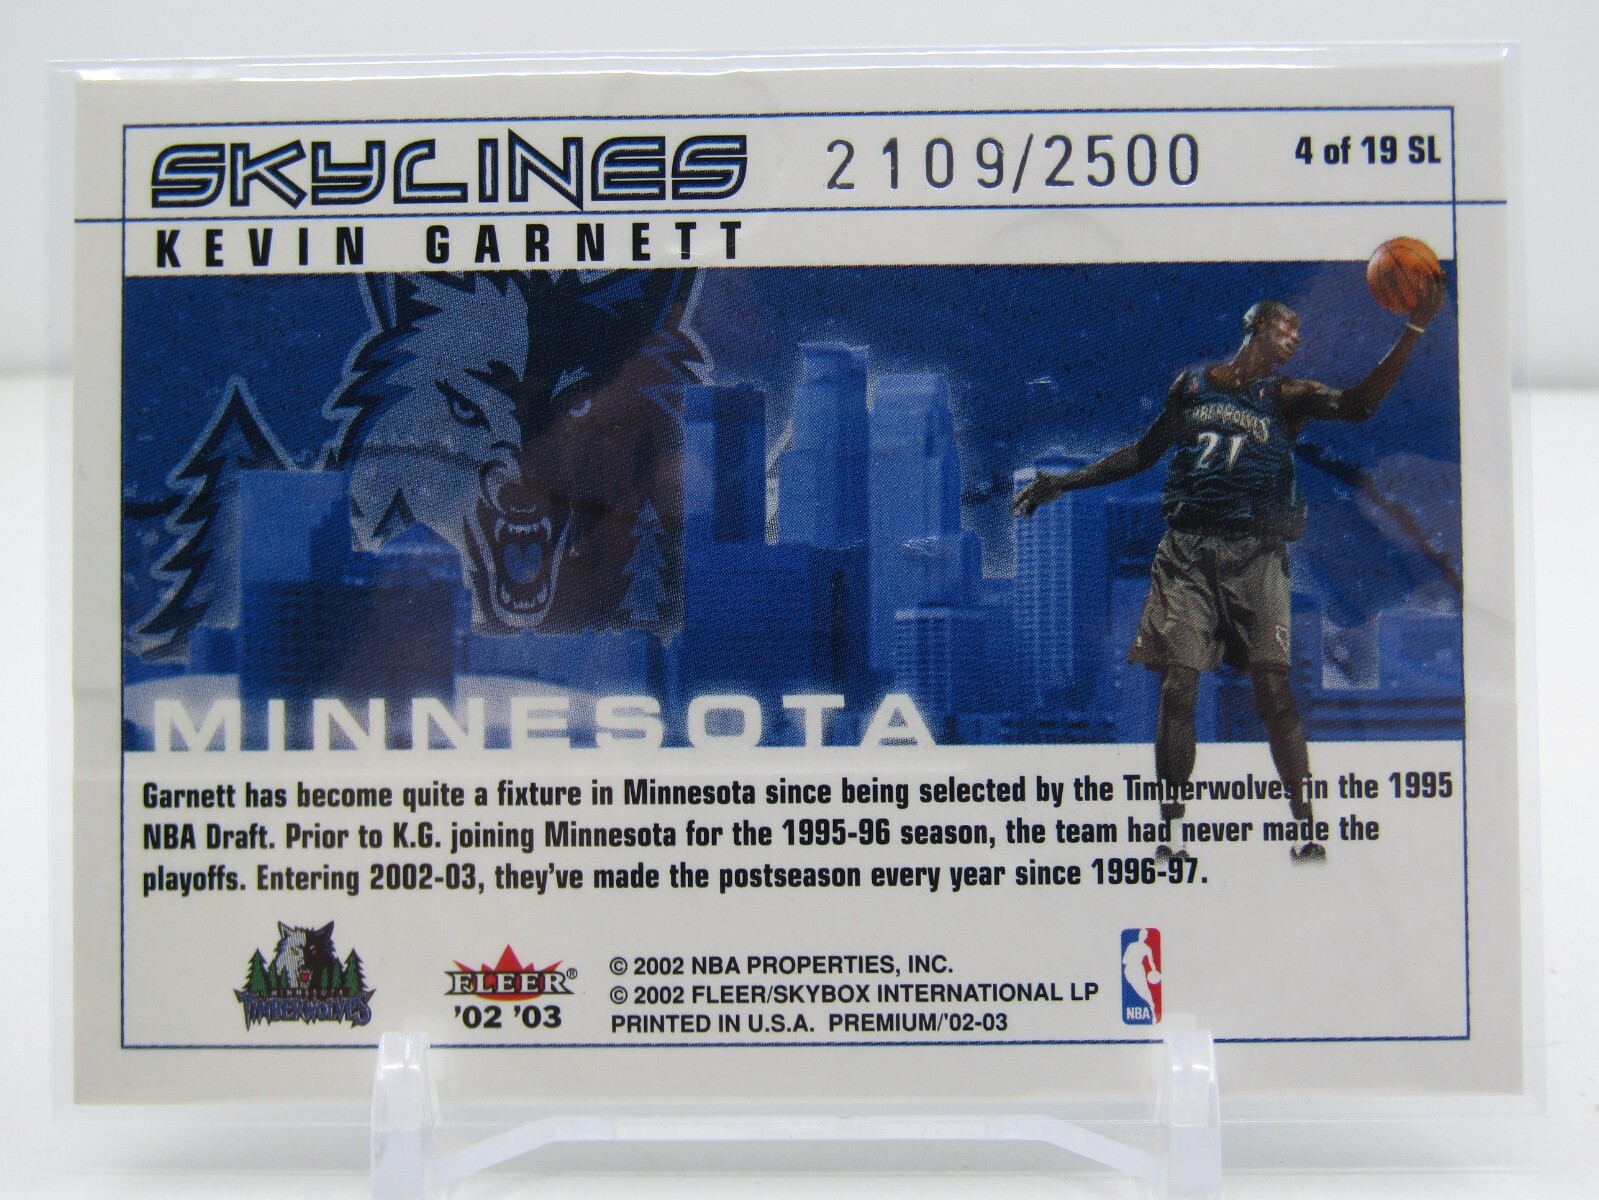 SKYLINES 2109/2500 4 of 19 SL
KEVIN GARNETT
TIMBERWOLVES
21
MINNESOTA
Garnett has become quite a fixture in Minnesota since being selected by the Timberwolves in the 1995
NBA Draft. Prior to K.G. joining Minnesota for the 1995-96 season, the team had never made the
playoffs. Entering 2002-03, they've made the postseason every year since 1996-97.
MINNESOTA
TIMBERWOLVES
FLEER®
'02 '03
© 2002 NBA PROPERTIES, INC.
© 2002 FLEER/SKYBOX INTERNATIONAL LP
PRINTED IN U.S.A. PREMIUM/'02-03
NBA